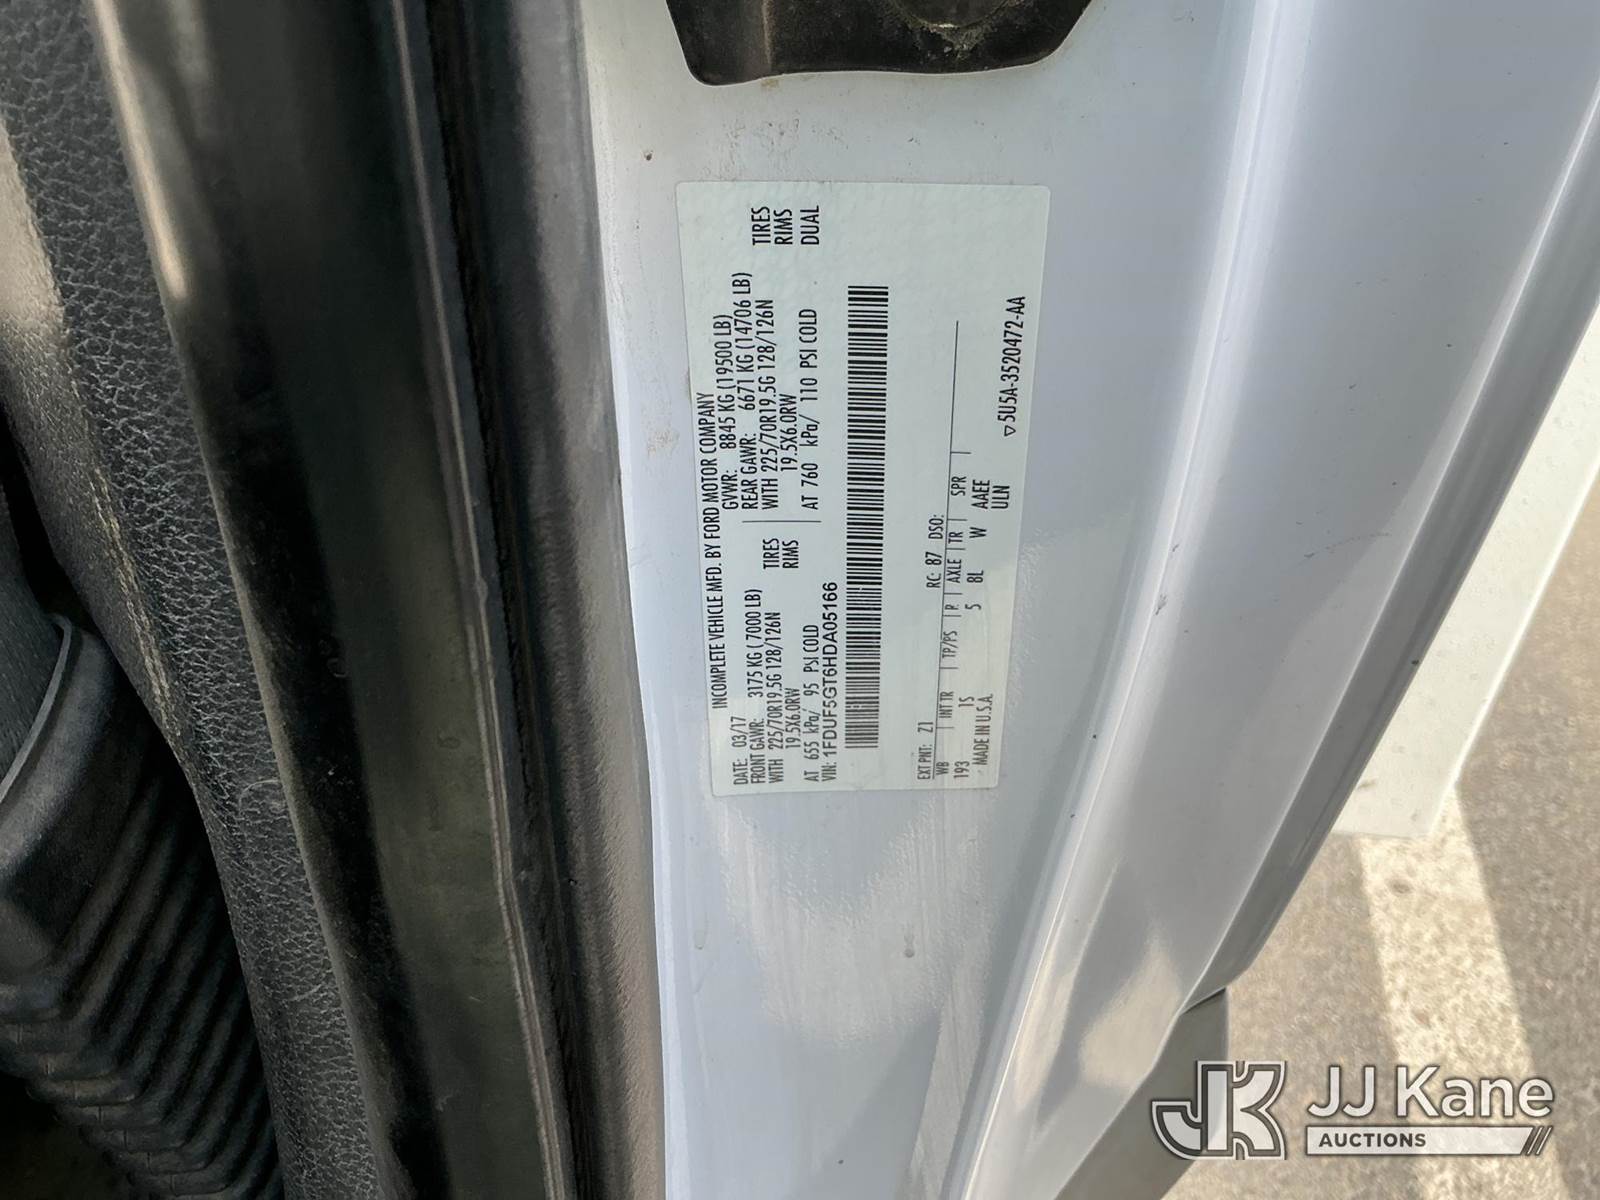 INCOMPLETE VEHICLE MFD. BY FORD MOTOR COMPANY
DATE: 03/17 GVWR: 8845 KG (19500 LB)
FRONT GAWR: 3175 KG (7000 LB) REAR GAWR: 6671 KG (14706 LB)
WITH 225/70R19.5G 128/126N TIRES WITH 225/70R19.5G 128/126N TIRES
19.5X6.0RW RIMS 19.5X6.0RW RIMS
AT 655 kPa/ 95 PSI COLD AT 760 kPa/ 110 PSI COLD DUAL
VIN: 1FDUF5GT6HDA05166
EXT PNT: Z1 RC: 87 DSO:
WB INT TR TP/PS R AXLE TR SPR
193 1S 5 8L W AAEE
MADE IN U.S.A. ULN
▽5U5A-3520472-AA
JK
JJ Kane
AUCTIONS